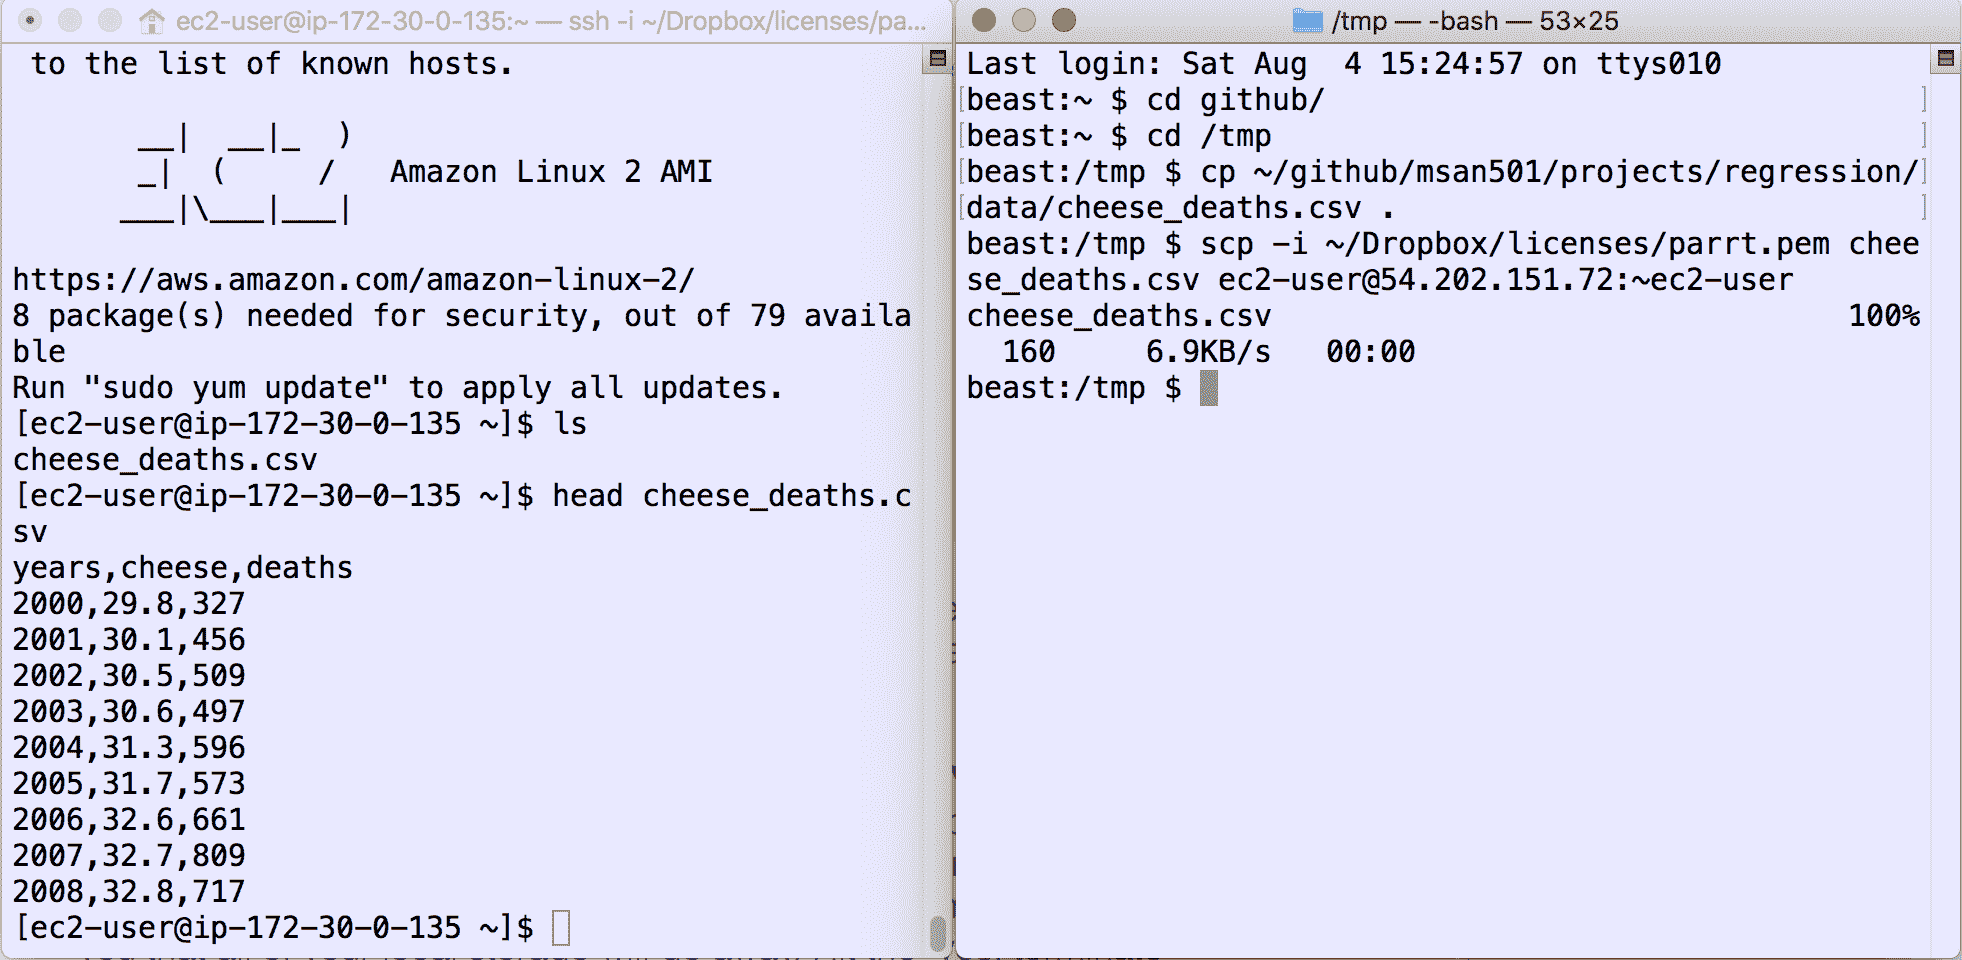 ec2-user@ip-172-30-0-135:~ — ssh -i ~/Dropbox/licenses/pa...
to the list of known hosts.
__|  __|_  )
_|  (     /   Amazon Linux 2 AMI
___|\___|___|
https://aws.amazon.com/amazon-linux-2/
8 package(s) needed for security, out of 79 availa
ble
Run "sudo yum update" to apply all updates.
[ec2-user@ip-172-30-0-135 ~]$ ls
cheese_deaths.csv
[ec2-user@ip-172-30-0-135 ~]$ head cheese_deaths.c
sv
years,cheese,deaths
2000,29.8,327
2001,30.1,456
2002,30.5,509
2003,30.6,497
2004,31.3,596
2005,31.7,573
2006,32.6,661
2007,32.7,809
2008,32.8,717
[ec2-user@ip-172-30-0-135 ~]$
/tmp — -bash — 53×25
Last login: Sat Aug  4 15:24:57 on ttys010
[beast:~ $ cd github/ ]
[beast:~ $ cd /tmp ]
[beast:/tmp $ cp ~/github/msan501/projects/regression/]
[data/cheese_deaths.csv . ]
beast:/tmp $ scp -i ~/Dropbox/licenses/parrt.pem chee
se_deaths.csv ec2-user@54.202.151.72:~ec2-user
cheese_deaths.csv 100%
160     6.9KB/s   00:00
beast:/tmp $